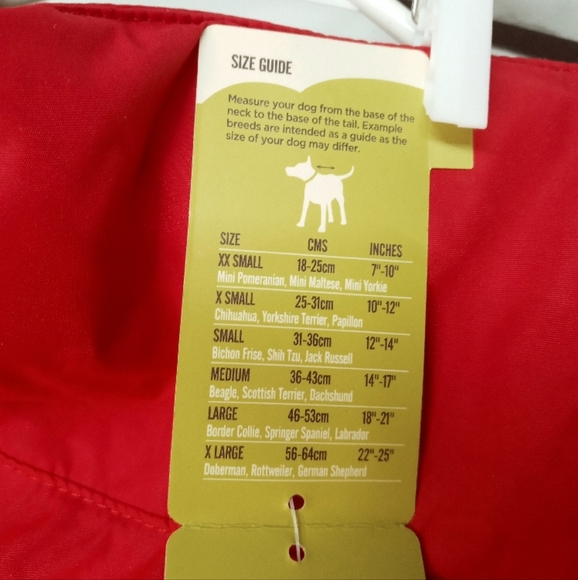 SIZE GUIDE
Measure your dog from the base of the
neck to the base of the tail. Example
breeds are intended as a guide as the
size of your dog may differ.
SIZE CMS INCHES
XX SMALL 18-25cm 7"-10"
Mini Pomeranian, Mini Maltese, Mini Yorkie
X SMALL 25-31cm 10"-12"
Chihuahua, Yorkshire Terrier, Papillon
SMALL 31-36cm 12"-14"
Bichon Frise, Shih Tzu, Jack Russell
MEDIUM 36-43cm 14"-17"
Beagle, Scottish Terrier, Dachshund
LARGE 46-53cm 18"-21"
Border Collie, Springer Spaniel, Labrador
X LARGE 56-64cm 22"-25"
Doberman, Rottweiler, German Shepherd